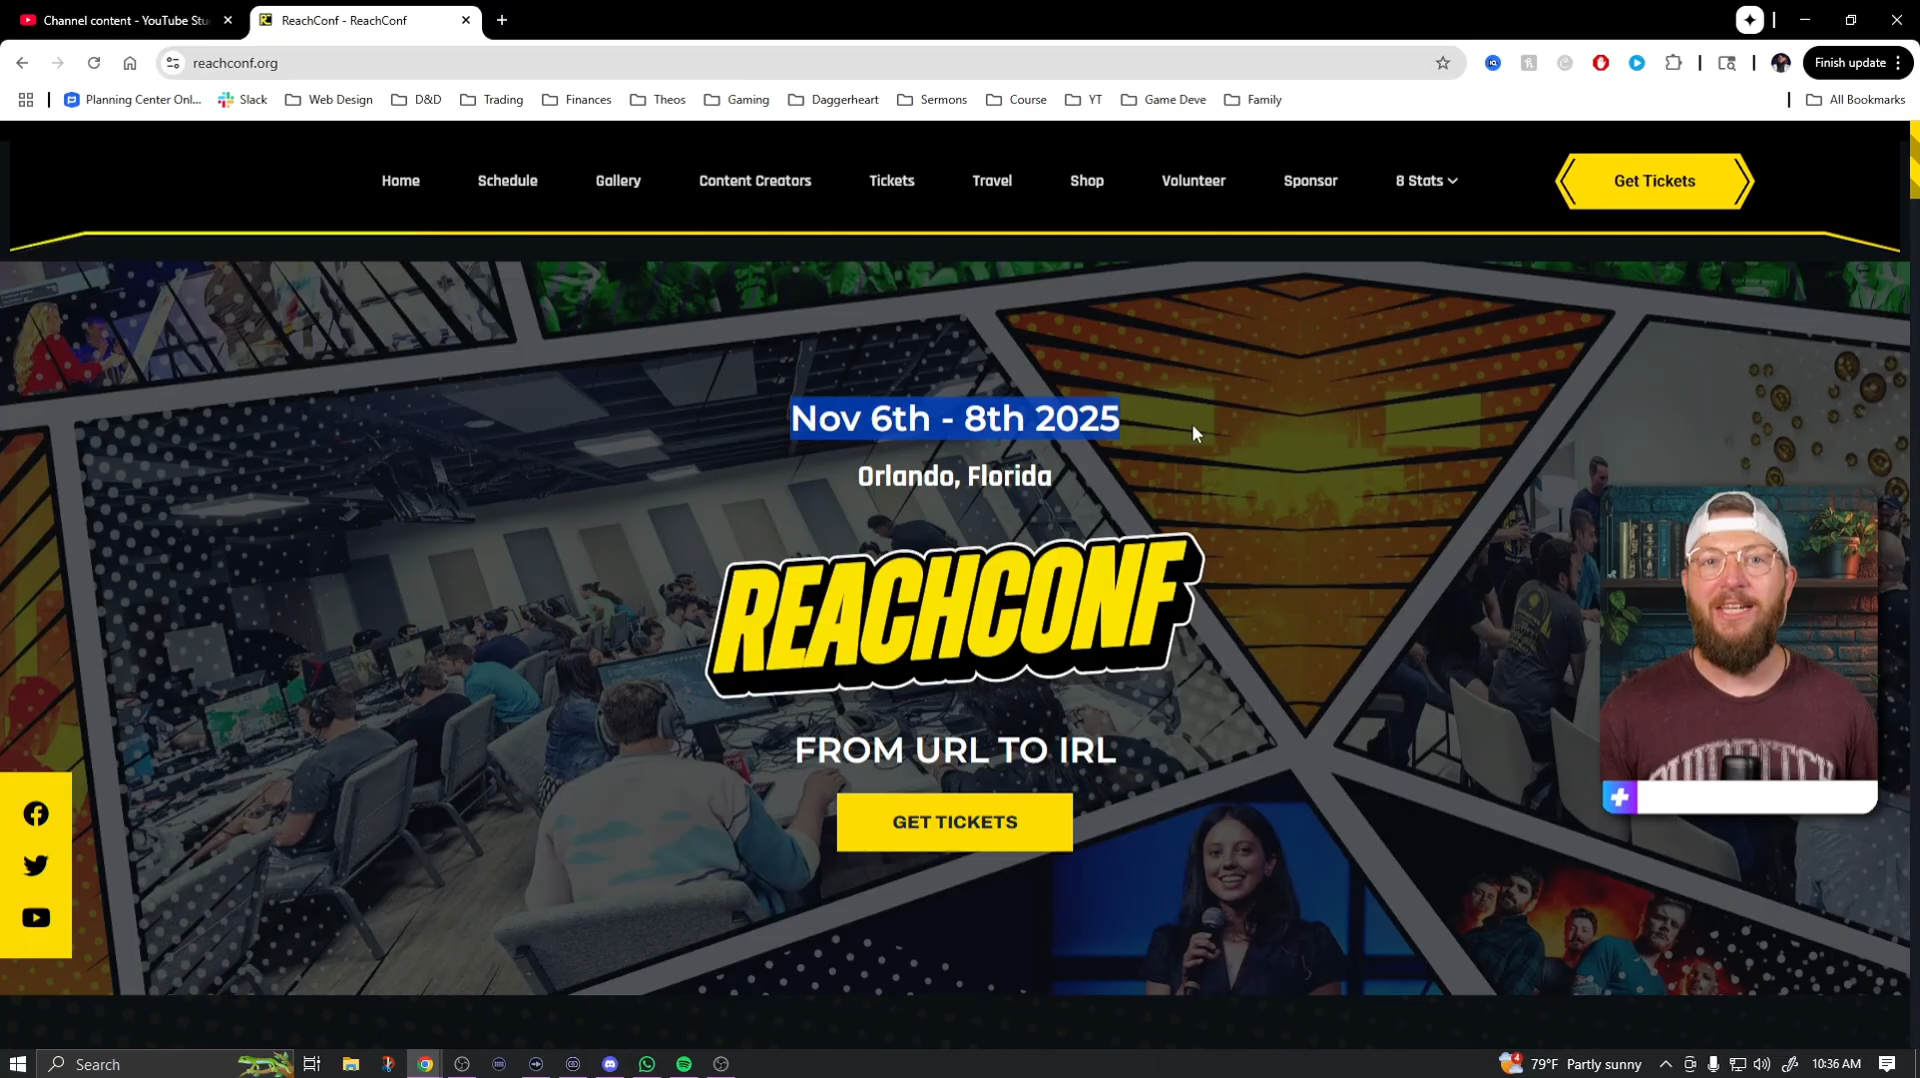 Channel content - YouTube Stu
ReachConf - ReachConf
reachconf.org
Finish update
Planning Center Onl...
Slack
Web Design
D&D
Trading
Finances
Theos
Gaming
Daggerheart
Sermons
Course
YT
Game Deve
Family
All Bookmarks
Home
Schedule
Gallery
Content Creators
Tickets
Travel
Shop
Volunteer
Sponsor
8 Stats
Get Tickets
Nov 6th - 8th 2025
Orlando, Florida
REACHCONF
FROM URL TO IRL
GET TICKETS
Search
4
79°F Partly sunny
10:36 AM